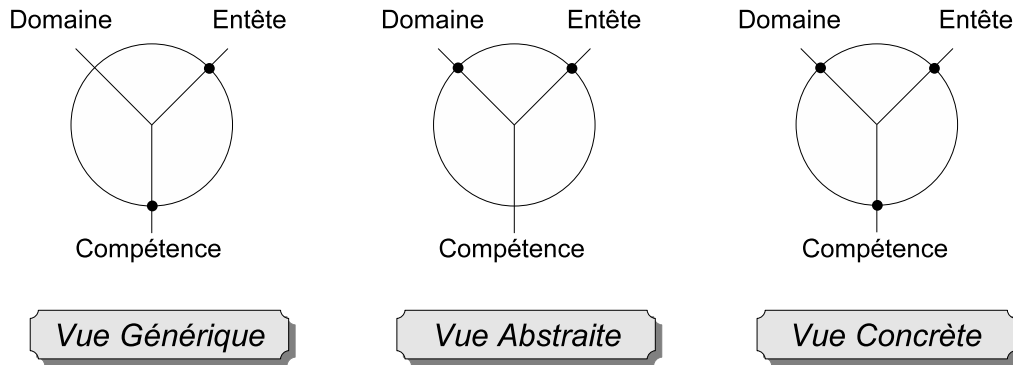 Domaine Entête
Compétence
Vue Générique
Domaine Entête
Compétence
Vue Abstraite
Domaine Entête
Compétence
Vue Concrète